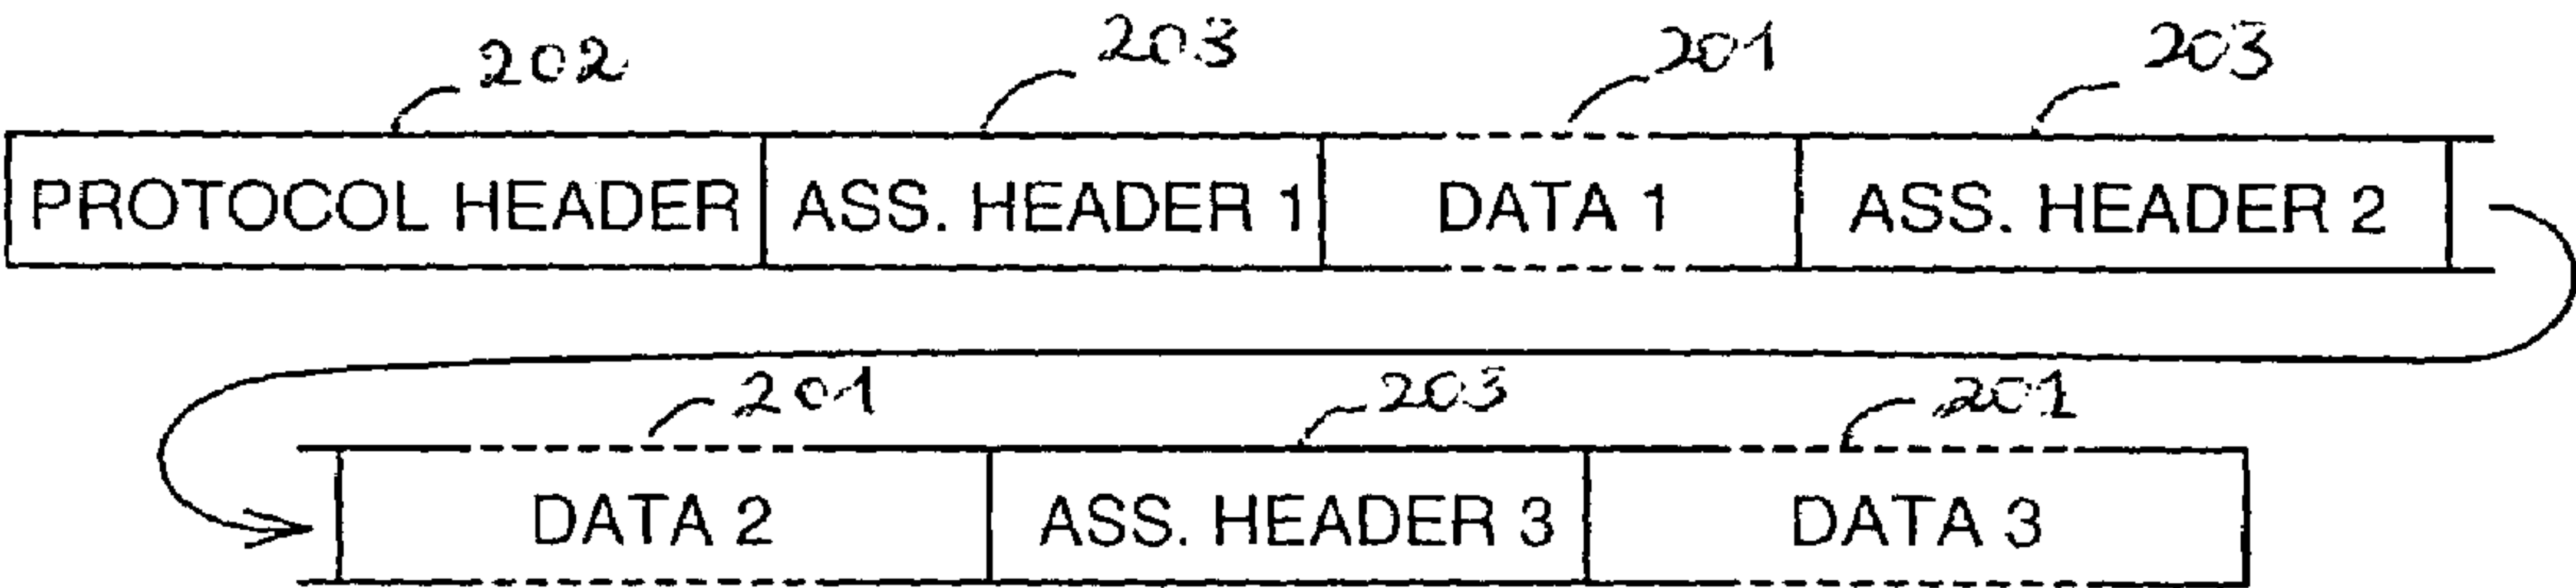 202 203 201 203
PROTOCOL HEADER ASS. HEADER 1 DATA 1 ASS. HEADER 2
201 203 201
DATA 2 ASS. HEADER 3 DATA 3